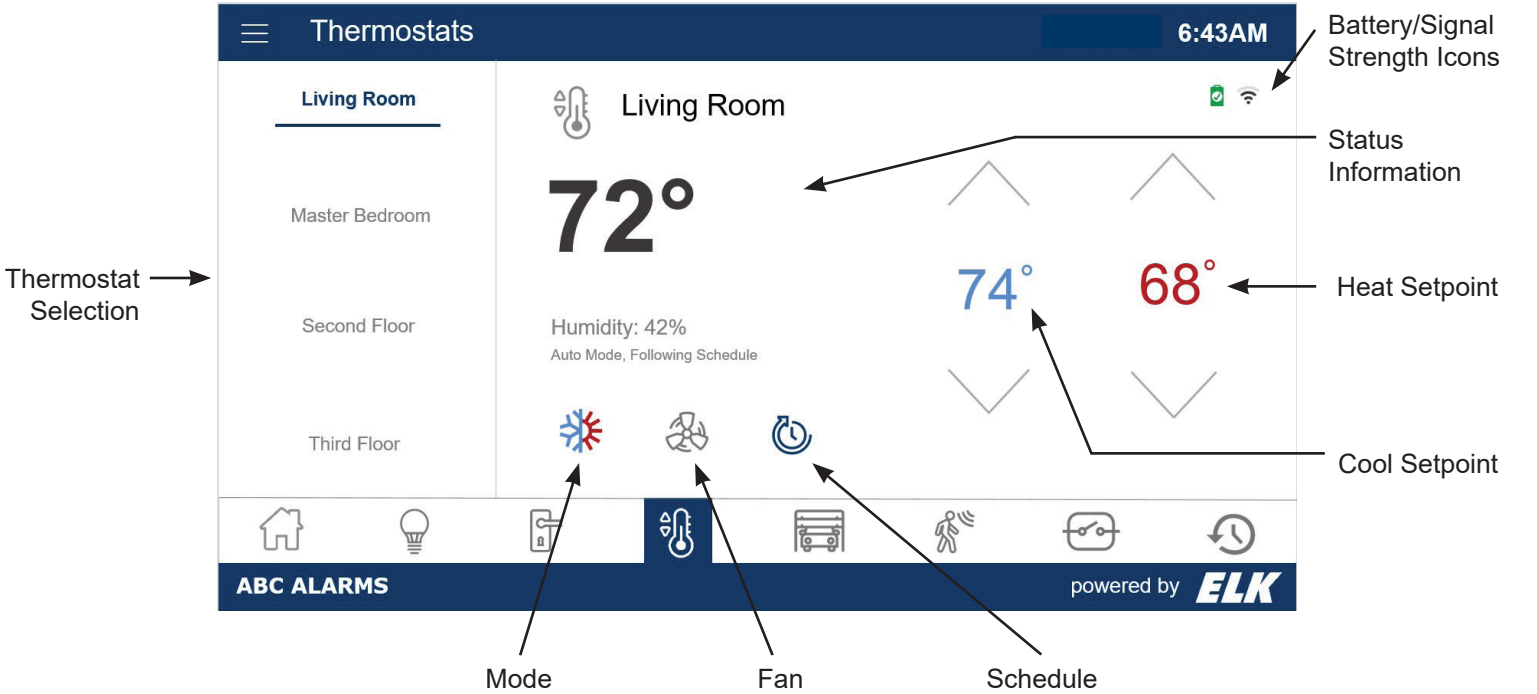 Thermostats
6:43AM
Battery/Signal
Strength Icons
Living Room
Living Room
Status
Information
72°
Master Bedroom
Thermostat
Selection
74°
68°
Heat Setpoint
Second Floor
Humidity: 42%
Auto Mode, Following Schedule
Third Floor
Cool Setpoint
ABC ALARMS
powered by ELK
Mode
Fan
Schedule